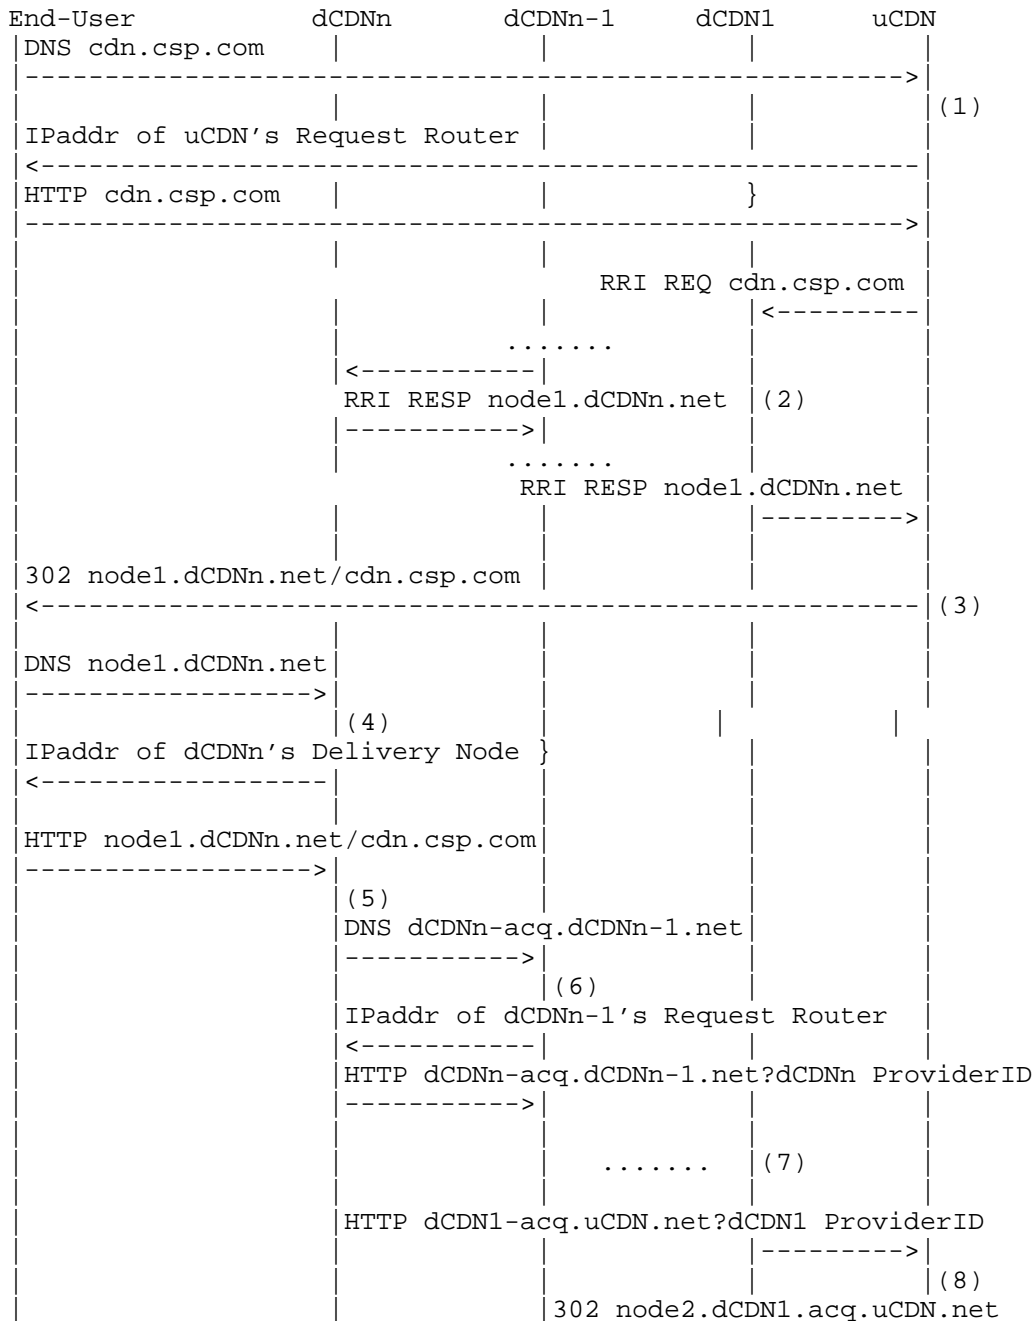 End-User dCDNn dCDNn-1 dCDN1 uCDN
|DNS cdn.csp.com | | | |
|------------------------------------------------------>|
| | | | |(1)
|IPaddr of uCDN's Request Router | | |
|<------------------------------------------------------|
|HTTP cdn.csp.com | | } |
|------------------------------------------------------>|
| | | | |
| RRI REQ cdn.csp.com |
| | | |<---------|
| | ....... | |
| |<-----------| | |
| RRI RESP node1.dCDNn.net |(2) |
| |----------->| | |
| | ....... | |
| RRI RESP node1.dCDNn.net |
| | | |--------->|
| | | | |
|302 node1.dCDNn.net/cdn.csp.com | | |
|<------------------------------------------------------|(3)
| | | | |
|DNS node1.dCDNn.net| | | |
|------------------>| | | |
| |(4) | | |
|IPaddr of dCDNn's Delivery Node } | |
|<------------------| | | |
| | | | |
|HTTP node1.dCDNn.net/cdn.csp.com| | |
|------------------>| | | |
| |(5) | | |
| |DNS dCDNn-acq.dCDNn-1.net| |
| |----------->| | |
| | |(6) | |
| |IPaddr of dCDNn-1's Request Router |
| |<-----------| | |
| |HTTP dCDNn-acq.dCDNn-1.net?dCDNn ProviderID
| |----------->| | |
| | | | |
| | | ....... |(7) |
| | | | |
| |HTTP dCDN1-acq.uCDN.net?dCDN1 ProviderID
| | | |--------->|
| | | | |(8)
| | |302 node2.dCDN1.acq.uCDN.net